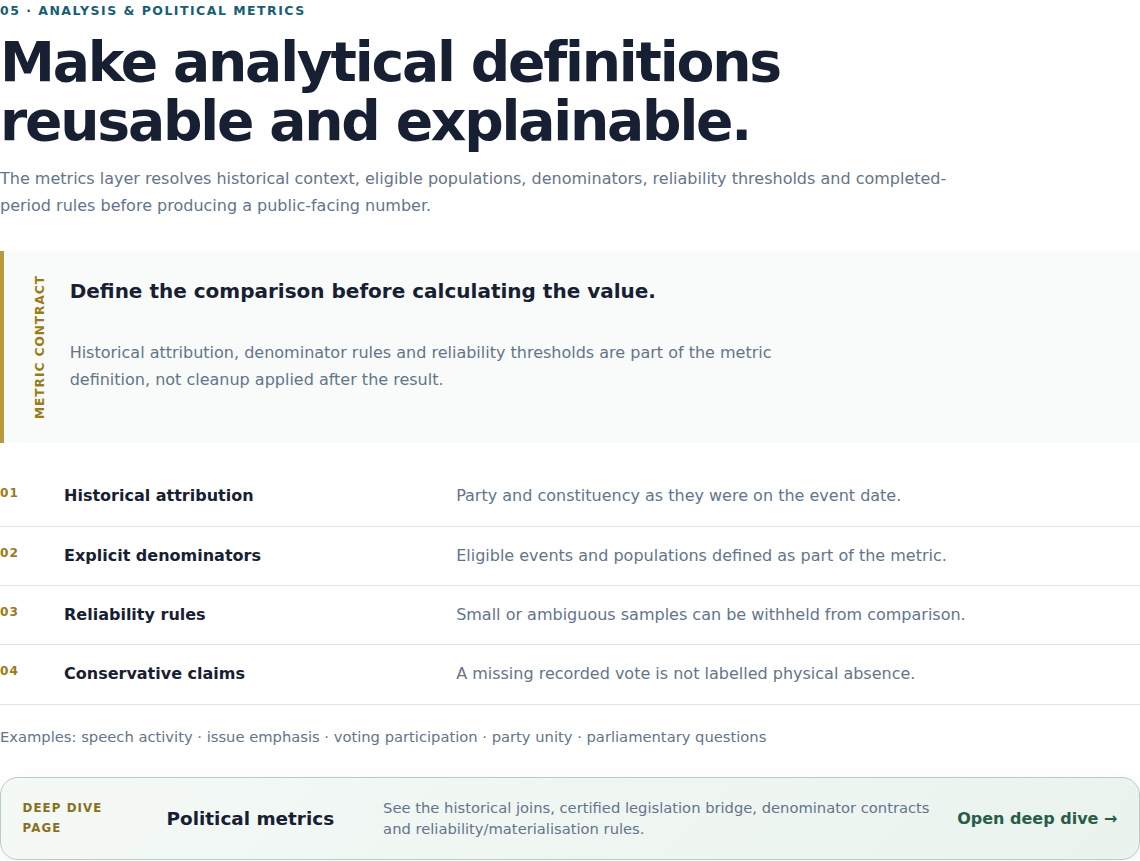 05 · ANALYSIS & POLITICAL METRICS
Make analytical definitions
reusable and explainable.
The metrics layer resolves historical context, eligible populations, denominators, reliability thresholds and completed-
period rules before producing a public-facing number.
METRIC CONTRACT
Define the comparison before calculating the value.
Historical attribution, denominator rules and reliability thresholds are part of the metric
definition, not cleanup applied after the result.
01 Historical attribution Party and constituency as they were on the event date.
02 Explicit denominators Eligible events and populations defined as part of the metric.
03 Reliability rules Small or ambiguous samples can be withheld from comparison.
04 Conservative claims A missing recorded vote is not labelled physical absence.
Examples: speech activity · issue emphasis · voting participation · party unity · parliamentary questions
DEEP DIVE
PAGE
Political metrics
See the historical joins, certified legislation bridge, denominator contracts
and reliability/materialisation rules.
Open deep dive →